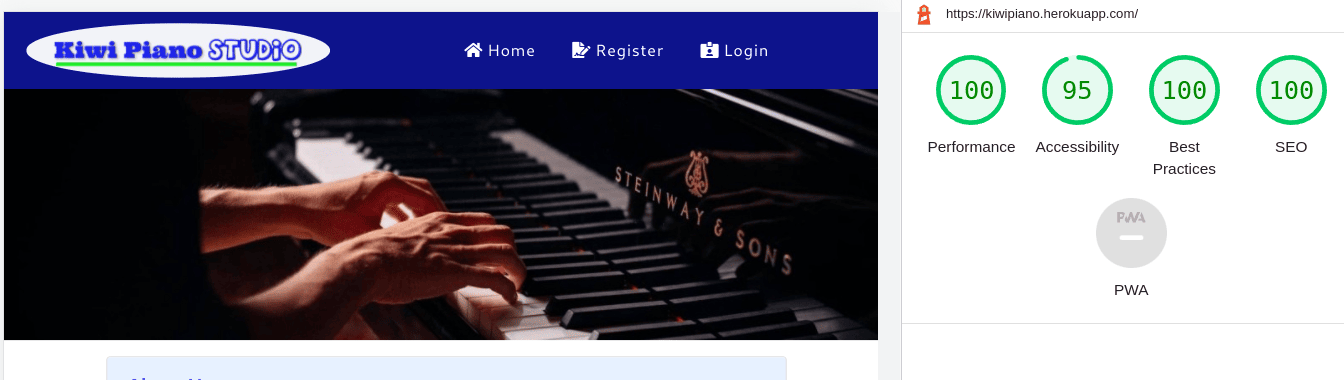 Kiwi Piano STUDiO
Home
Register
Login
STEINWAY & SONS
https://kiwipiano.herokuapp.com/
100
95
100
100
Performance
Accessibility
Best
Practices
SEO
PWA
PWA